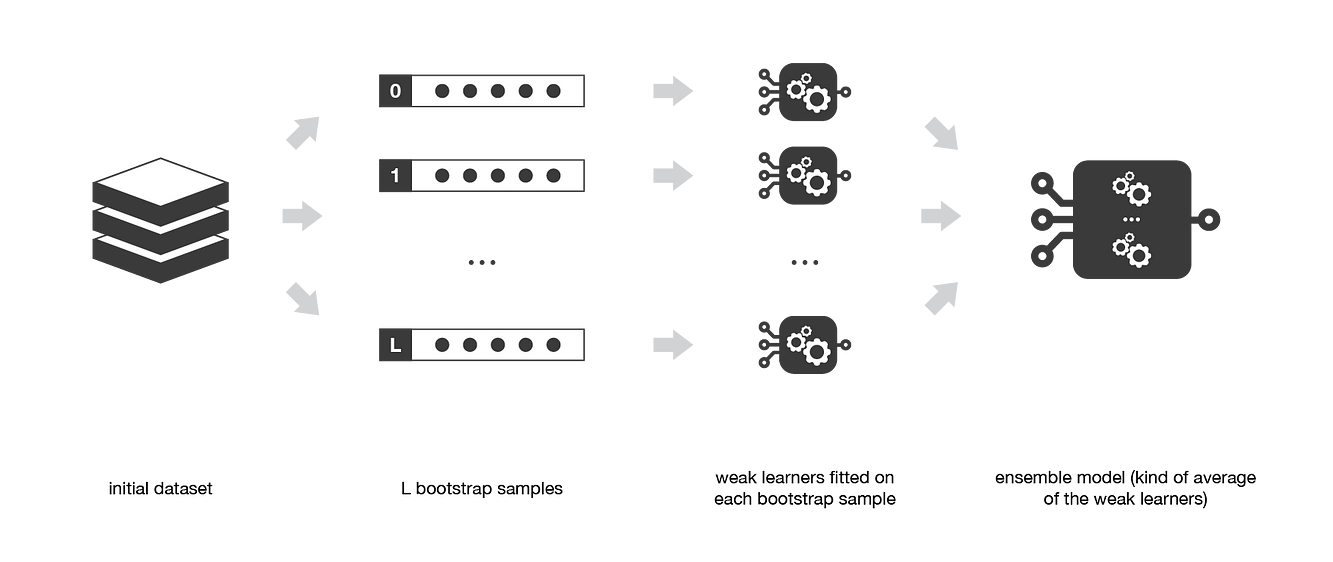 0
1
...
...
L
...
initial dataset
L bootstrap samples
weak learners fitted on
each bootstrap sample
ensemble model (kind of average
of the weak learners)